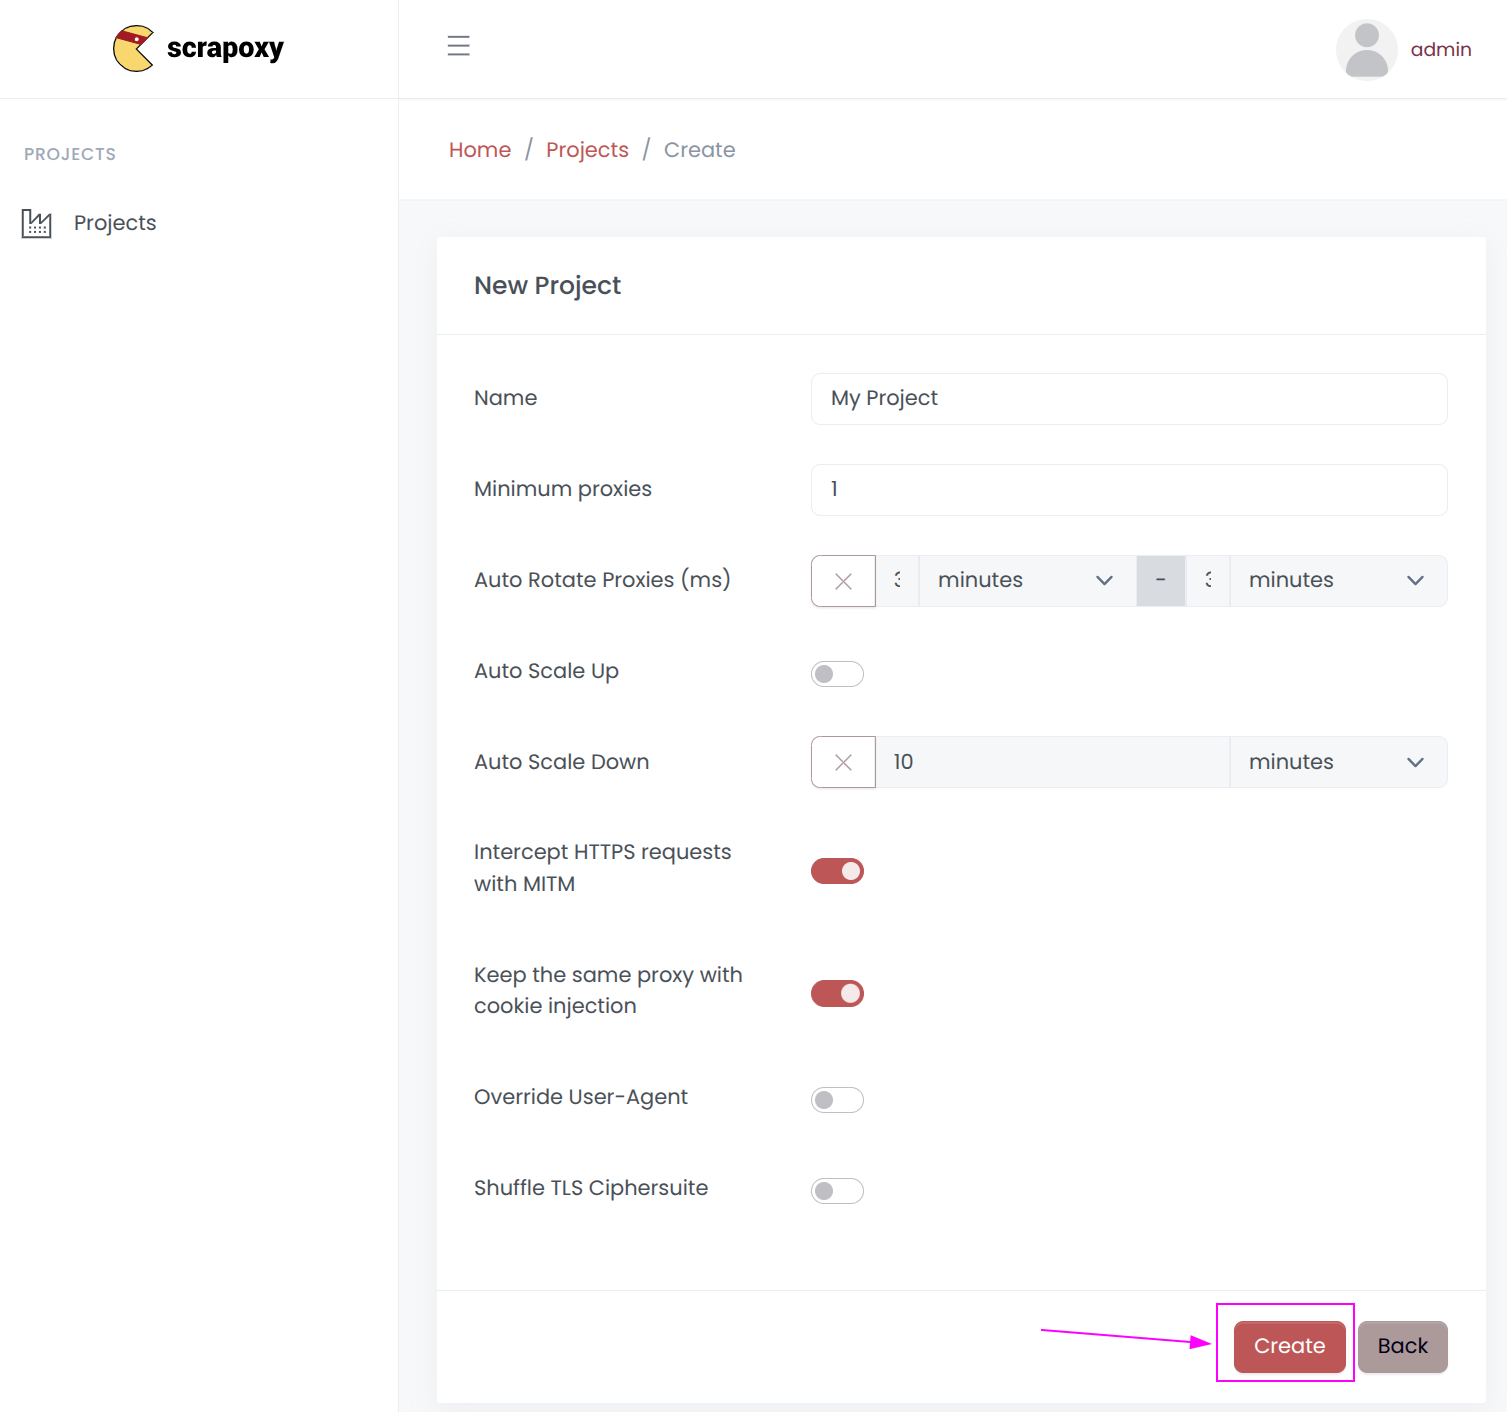 scrapoxy
admin
PROJECTS
Projects
Home / Projects / Create
New Project
Name
My Project
Minimum proxies
1
Auto Rotate Proxies (ms)
minutes - minutes
Auto Scale Up
Auto Scale Down
10 minutes
Intercept HTTPS requests
with MITM
Keep the same proxy with
cookie injection
Override User-Agent
Shuffle TLS Ciphersuite
Create
Back